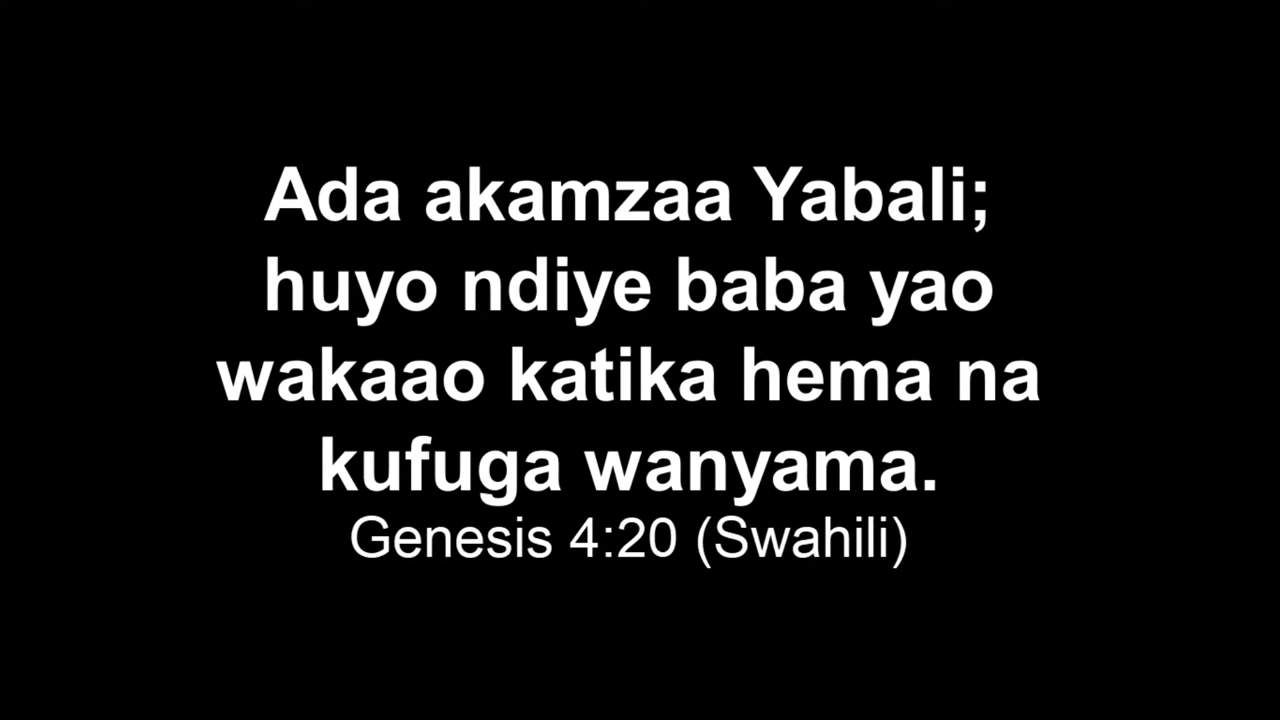 Ada akamzaa Yabali;
huyo ndiye baba yao
wakaao katika hema na
kufuga wanyama.
Genesis 4:20 (Swahili)